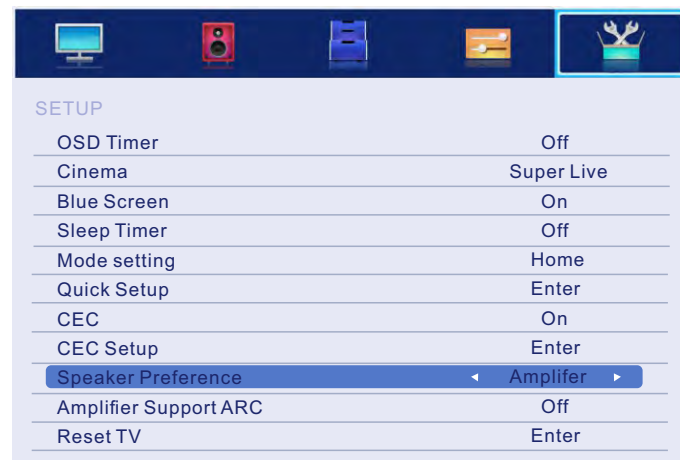 SETUP
OSD Timer Off
Cinema Super Live
Blue Screen On
Sleep Timer Off
Mode setting Home
Quick Setup Enter
CEC On
CEC Setup Enter
Speaker Preference Amplifer
Amplifier Support ARC Off
Reset TV Enter